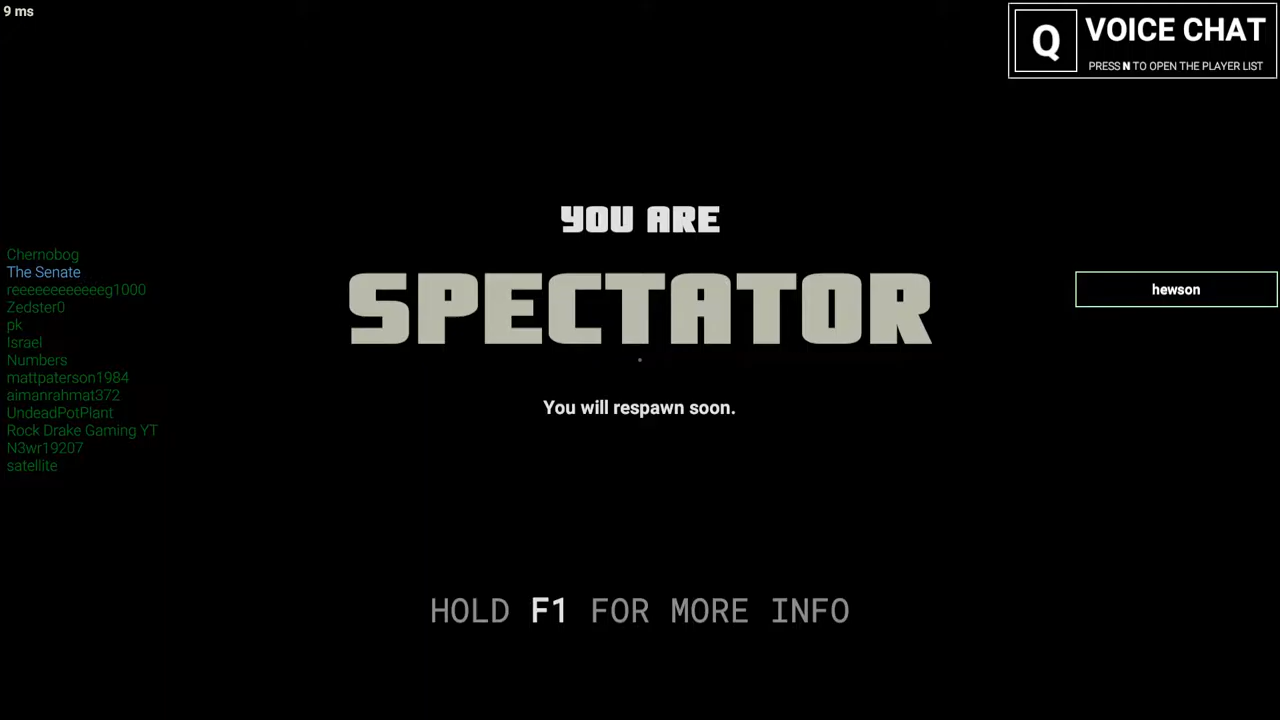 9 ms
Q
VOICE CHAT
PRESS N TO OPEN THE PLAYER LIST
YOU ARE
SPECTATOR
You will respawn soon.
Chernobog
The Senate
reeeeeeeeeeeeg1000
Zedster0
pk
Israel
Numbers
mattpaterson1984
aimanrahmat372
UndeadPotPlant
Rock Drake Gaming YT
N3wr19207
satellite
hewson
HOLD F1 FOR MORE INFO